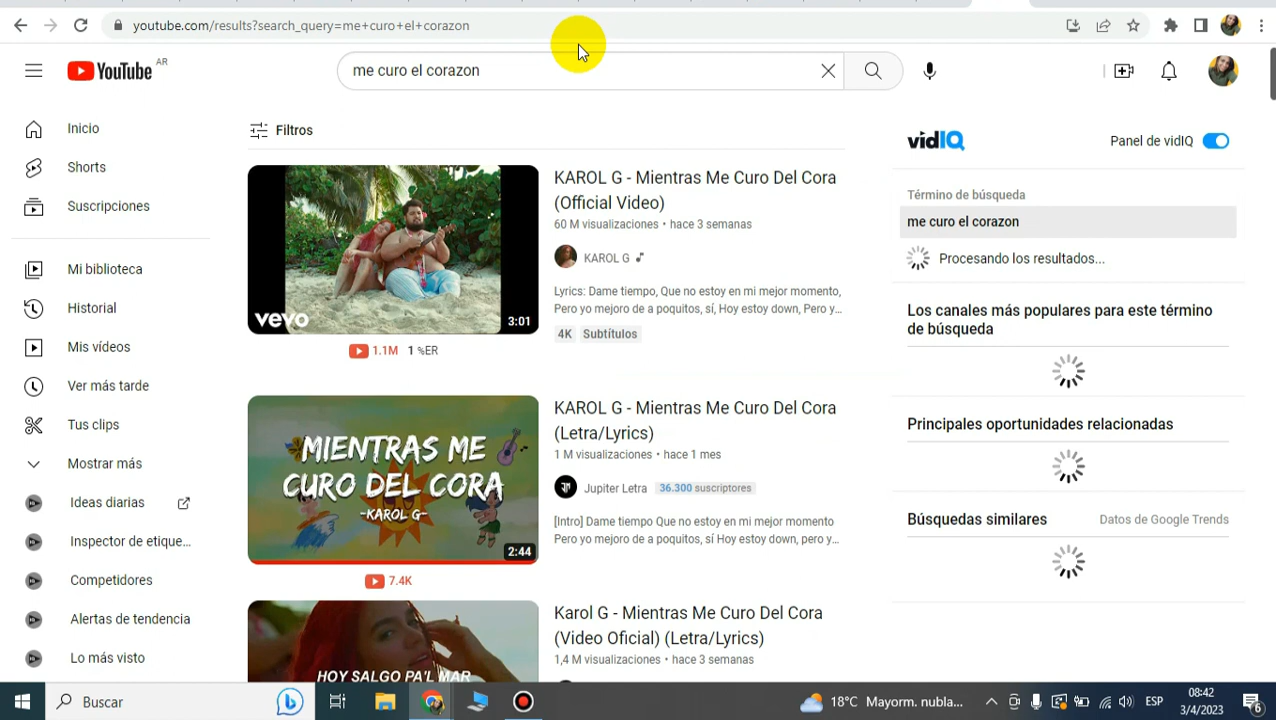 youtube.com/results?search_query=me+curo+el+corazon
YouTube AR
me curo el corazon
Inicio
Shorts
Suscripciones
Mi biblioteca
Historial
Mis vídeos
Ver más tarde
Tus clips
Mostrar más
Ideas diarias
Inspector de etique...
Competidores
Alertas de tendencia
Lo más visto
Filtros
vevo
3:01
1.1M 1 %ER
KAROL G - Mientras Me Curo Del Cora
(Official Video)
60 M visualizaciones • hace 3 semanas
KAROL G
Lyrics: Dame tiempo, Que no estoy en mi mejor momento,
Pero yo mejoro de a poquitos, sí, Hoy estoy down, Pero y...
4K Subtítulos
MIENTRAS ME
CURO DEL CORA
-KAROL G-
2:44
7.4K
KAROL G - Mientras Me Curo Del Cora
(Letra/Lyrics)
1 M visualizaciones • hace 1 mes
Jupiter Letra 36.300 suscriptores
[Intro] Dame tiempo Que no estoy en mi mejor momento
Pero yo mejoro de a poquitos, sí Hoy estoy down, pero y...
HOY SALGO PA'L MAR
Karol G - Mientras Me Curo Del Cora
(Video Oficial) (Letra/Lyrics)
1,4 M visualizaciones • hace 3 semanas
vidIQ
Panel de vidIQ
Término de búsqueda
me curo el corazon
Procesando los resultados...
Los canales más populares para este término
de búsqueda
Principales oportunidades relacionadas
Búsquedas similares Datos de Google Trends
Buscar
18°C Mayorm. nubla...
ESP
08:42
3/4/2023
6